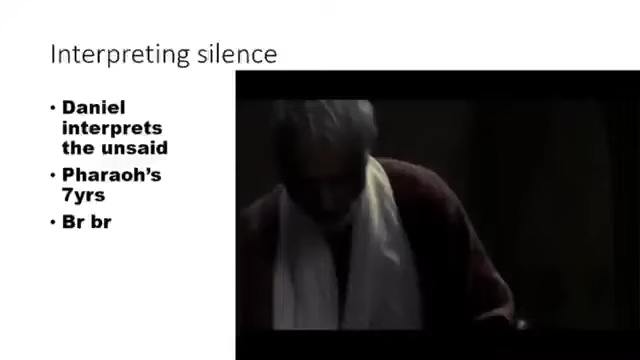 Interpreting silence
• Daniel
interprets
the unsaid
• Pharaoh's
7yrs
• Br br